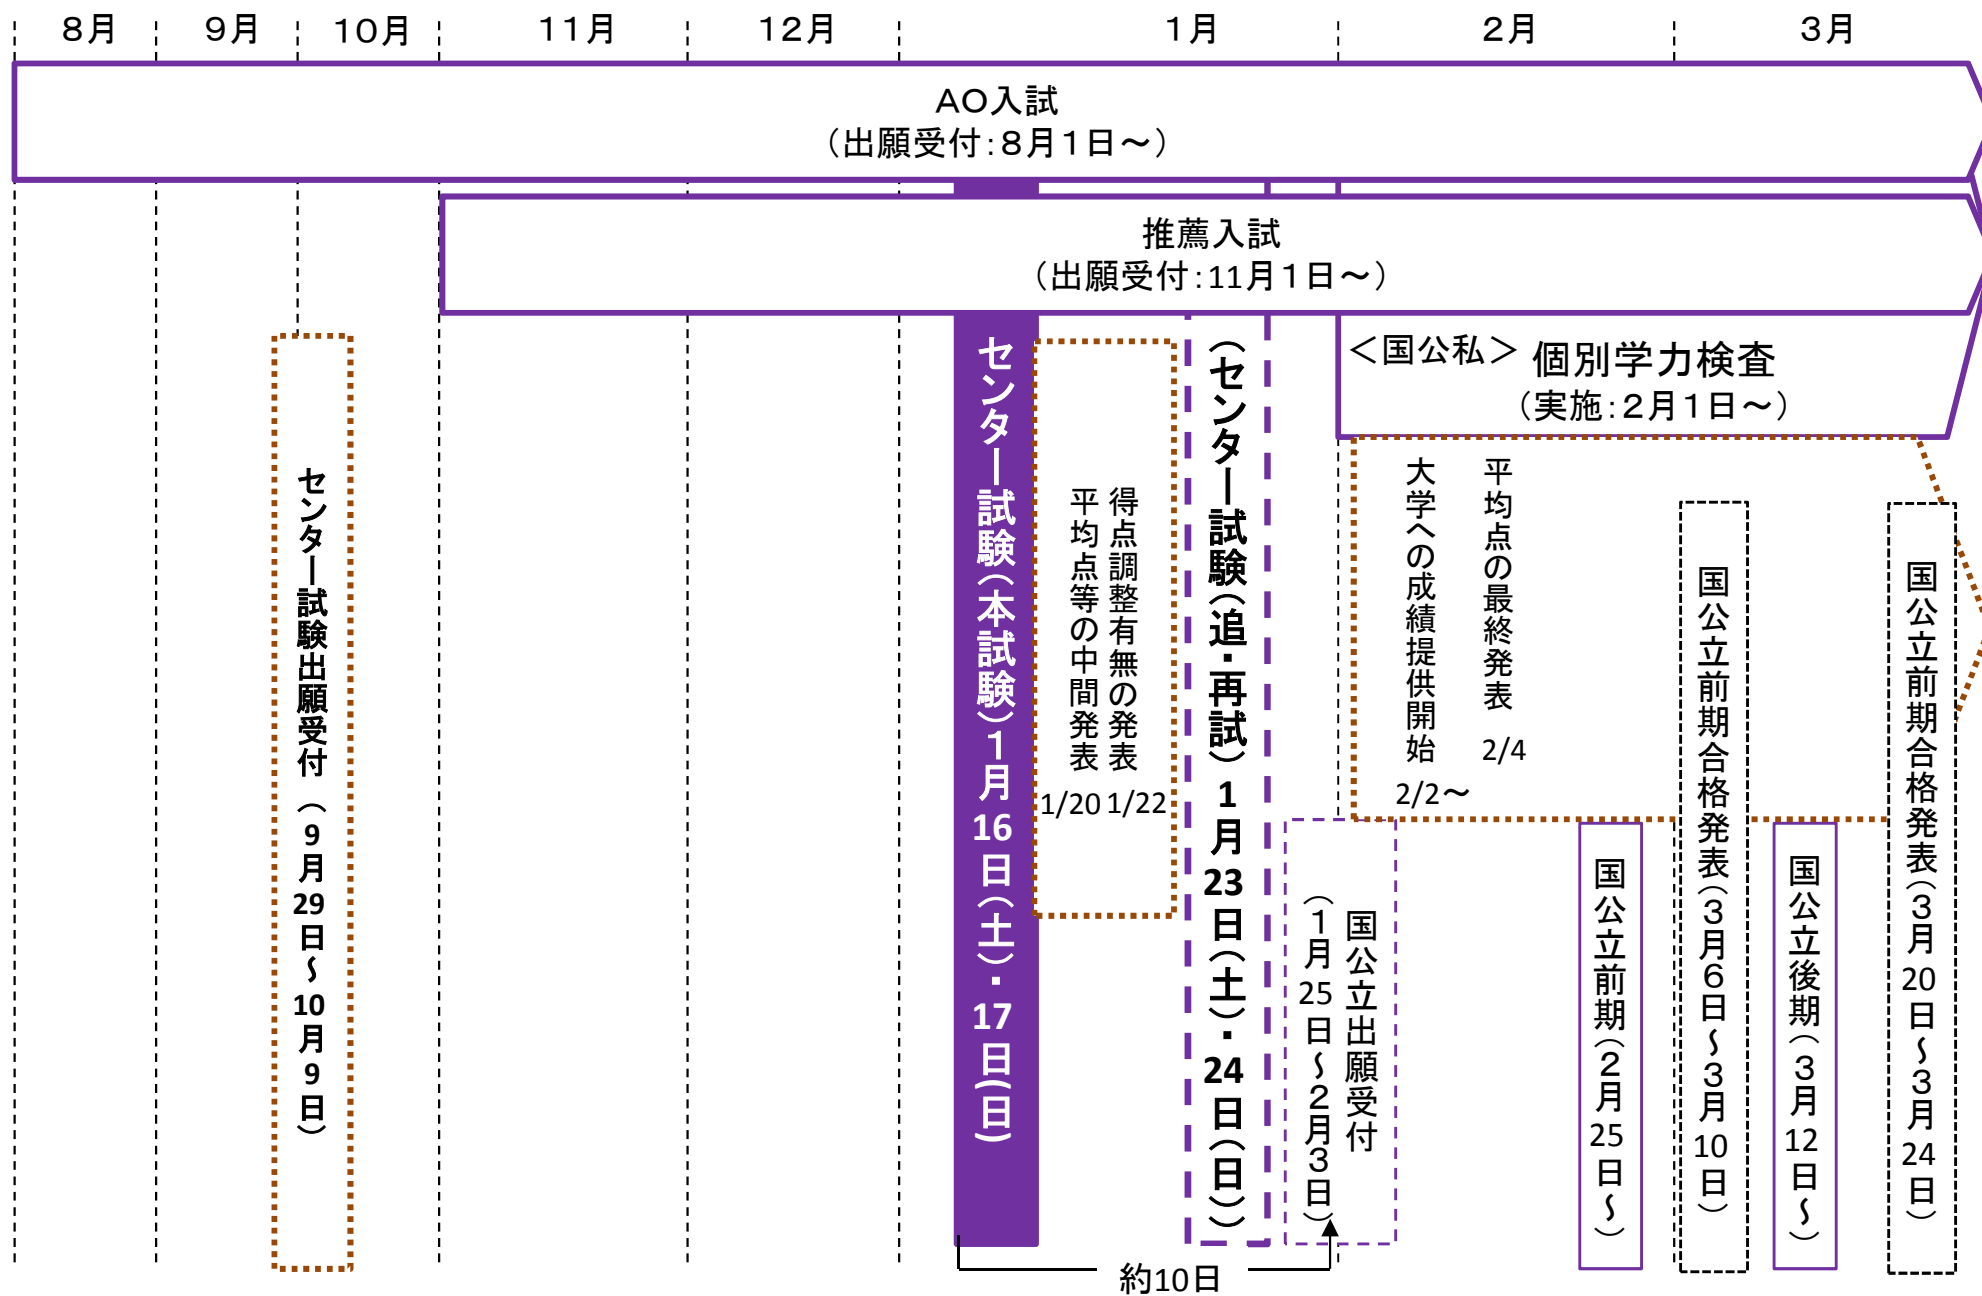 8月
9月
10月
11月
12月
1月
2月
3月
AO入試
（出願受付：８月１日～）
推薦入試
（出願受付：11月１日～）
＜国公私＞ 個別学力検査
（実施：２月１日～）
センター試験出願受付（９月29日～10月９日）
センター試験（本試験）１月16日（土）・17日(日)
得点調整有無の発表 1/22
平均点等の中間発表 1/20
（センター試験（追・再試）１月23日（土）・24日（日））
国公立出願受付
（１月25日～２月３日）
平均点の最終発表 2/4
大学への成績提供開始 2/2～
国公立前期（２月25日～）
国公立前期合格発表（３月６日～３月10日）
国公立後期（３月12日～）
国公立前期合格発表（３月20日～３月24日）
約10日